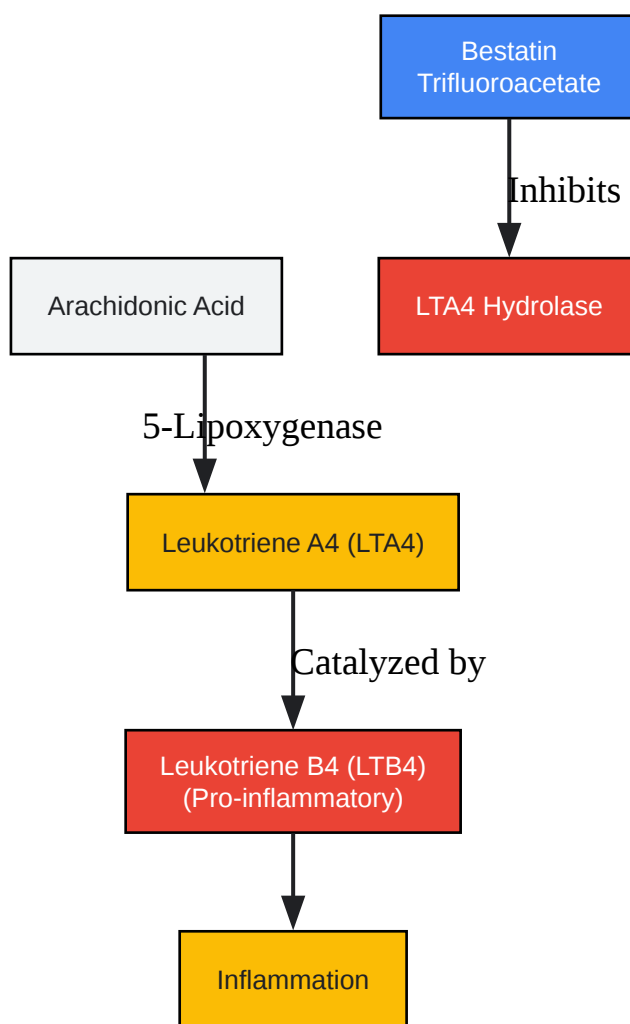 Bestatin
Trifluoroacetate
Inhibits
Arachidonic Acid
LTA4 Hydrolase
5-Lipoxygenase
Leukotriene A4 (LTA4)
Catalyzed by
Leukotriene B4 (LTB4)
(Pro-inflammatory)
Inflammation